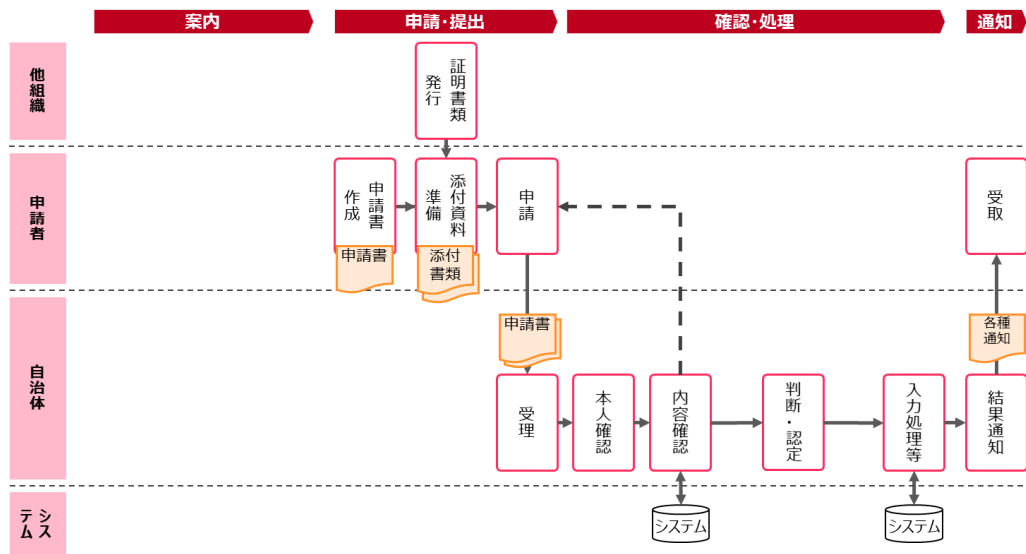 案内
申請・提出
確認・処理
通知
他組織
証明書類
発行
申請者
申請書
作成
添付資料
準備
申請
受取
申請書
添付
書類
自治体
申請書
各種
通知
受理
本人確認
内容確認
判断・認定
入力処理等
結果通知
シス
テム
システム
システム